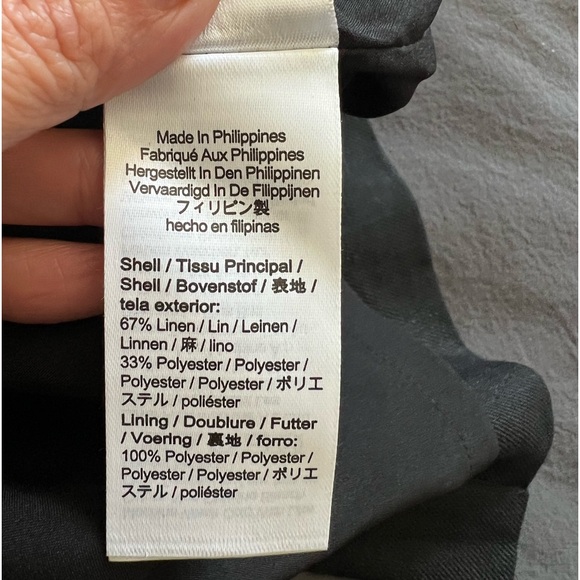 Made In Philippines
Fabriqué Aux Philippines
Hergestellt In Den Philippinen
Vervaardigd In De Filippijnen
フィリピン製
hecho en filipinas
Shell / Tissu Principal /
Shell / Bovenstof / 表地 /
tela exterior:
67% Linen / Lin / Leinen /
Linnen / 麻 / lino
33% Polyester / Polyester /
Polyester / Polyester / ポリエ
ステル / poliéster
Lining / Doublure / Futter
/ Voering / 裏地 / forro:
100% Polyester / Polyester /
Polyester / Polyester / ポリエ
ステル / poliéster